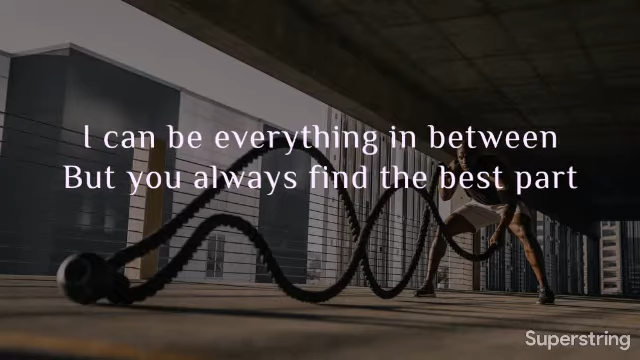 I can be everything in between
But you always find the best part
Superstring